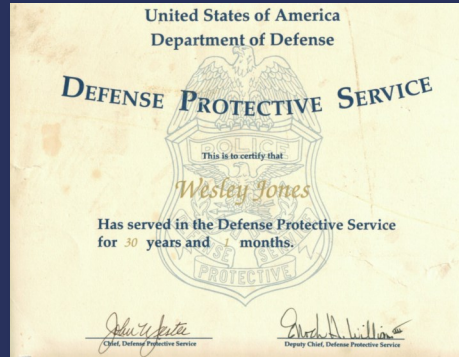 United States of America
Department of Defense
DEFENSE PROTECTIVE SERVICE
POLICE
This is to certify that
Wesley Jones
Has served in the Defense Protective Service
for 30 years and 1 months.
DEFENSE
PROTECTIVE
Chief, Defense Protective Service
Deputy Chief, Defense Protective Service